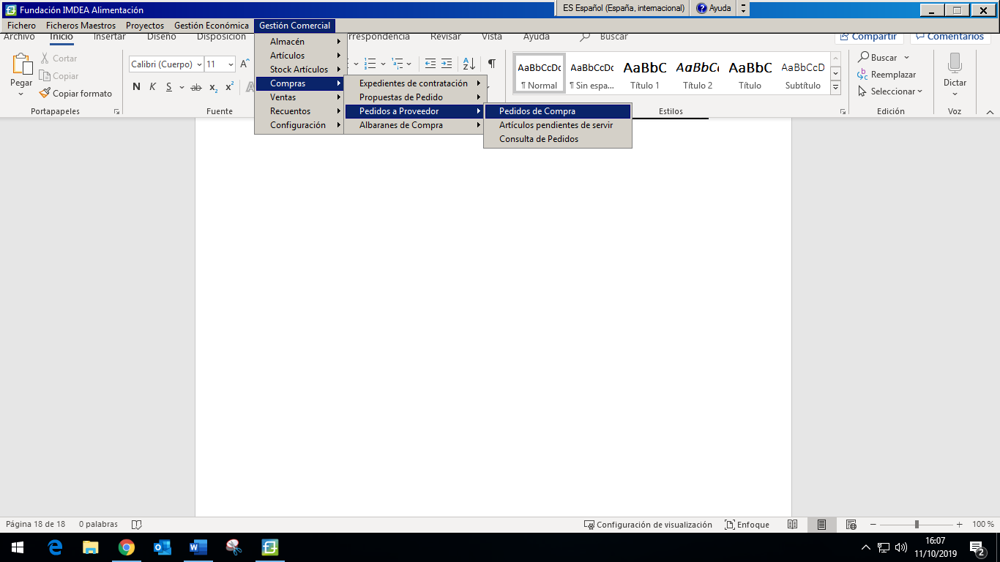 Fundación IMDEA Alimentación
ES Español (España, internacional) Ayuda
Fichero Ficheros Maestros Proyectos Gestión Económica Gestión Comercial
Archivo Inicio Insertar Diseño Disposición rrespondencia Revisar Vista Ayuda Buscar Compartir Comentarios
Almacén
Artículos
Stock Artículos
Compras
Ventas
Recuentos
Configuración
Expedientes de contratación
Propuestas de Pedido
Pedidos a Proveedor
Albaranes de Compra
Pedidos de Compra
Artículos pendientes de servir
Consulta de Pedidos
Pegar
Cortar
Copiar
Copiar formato
Portapapeles
Calibri (Cuerpo) 11 A
N K S ab x₂ x² A
Fuente
AaBbCcDc AaBbCcDc AaBbC AaBbC AaBbC AaBbCcD
¶ Normal ¶ Sin espa... Título 1 Título 2 Título Subtítulo
Estilos
Buscar
Reemplazar
Seleccionar
Edición
Dictar
Voz
Página 18 de 18 0 palabras Configuración de visualización Enfoque 100 %
16:07
11/10/2019
2